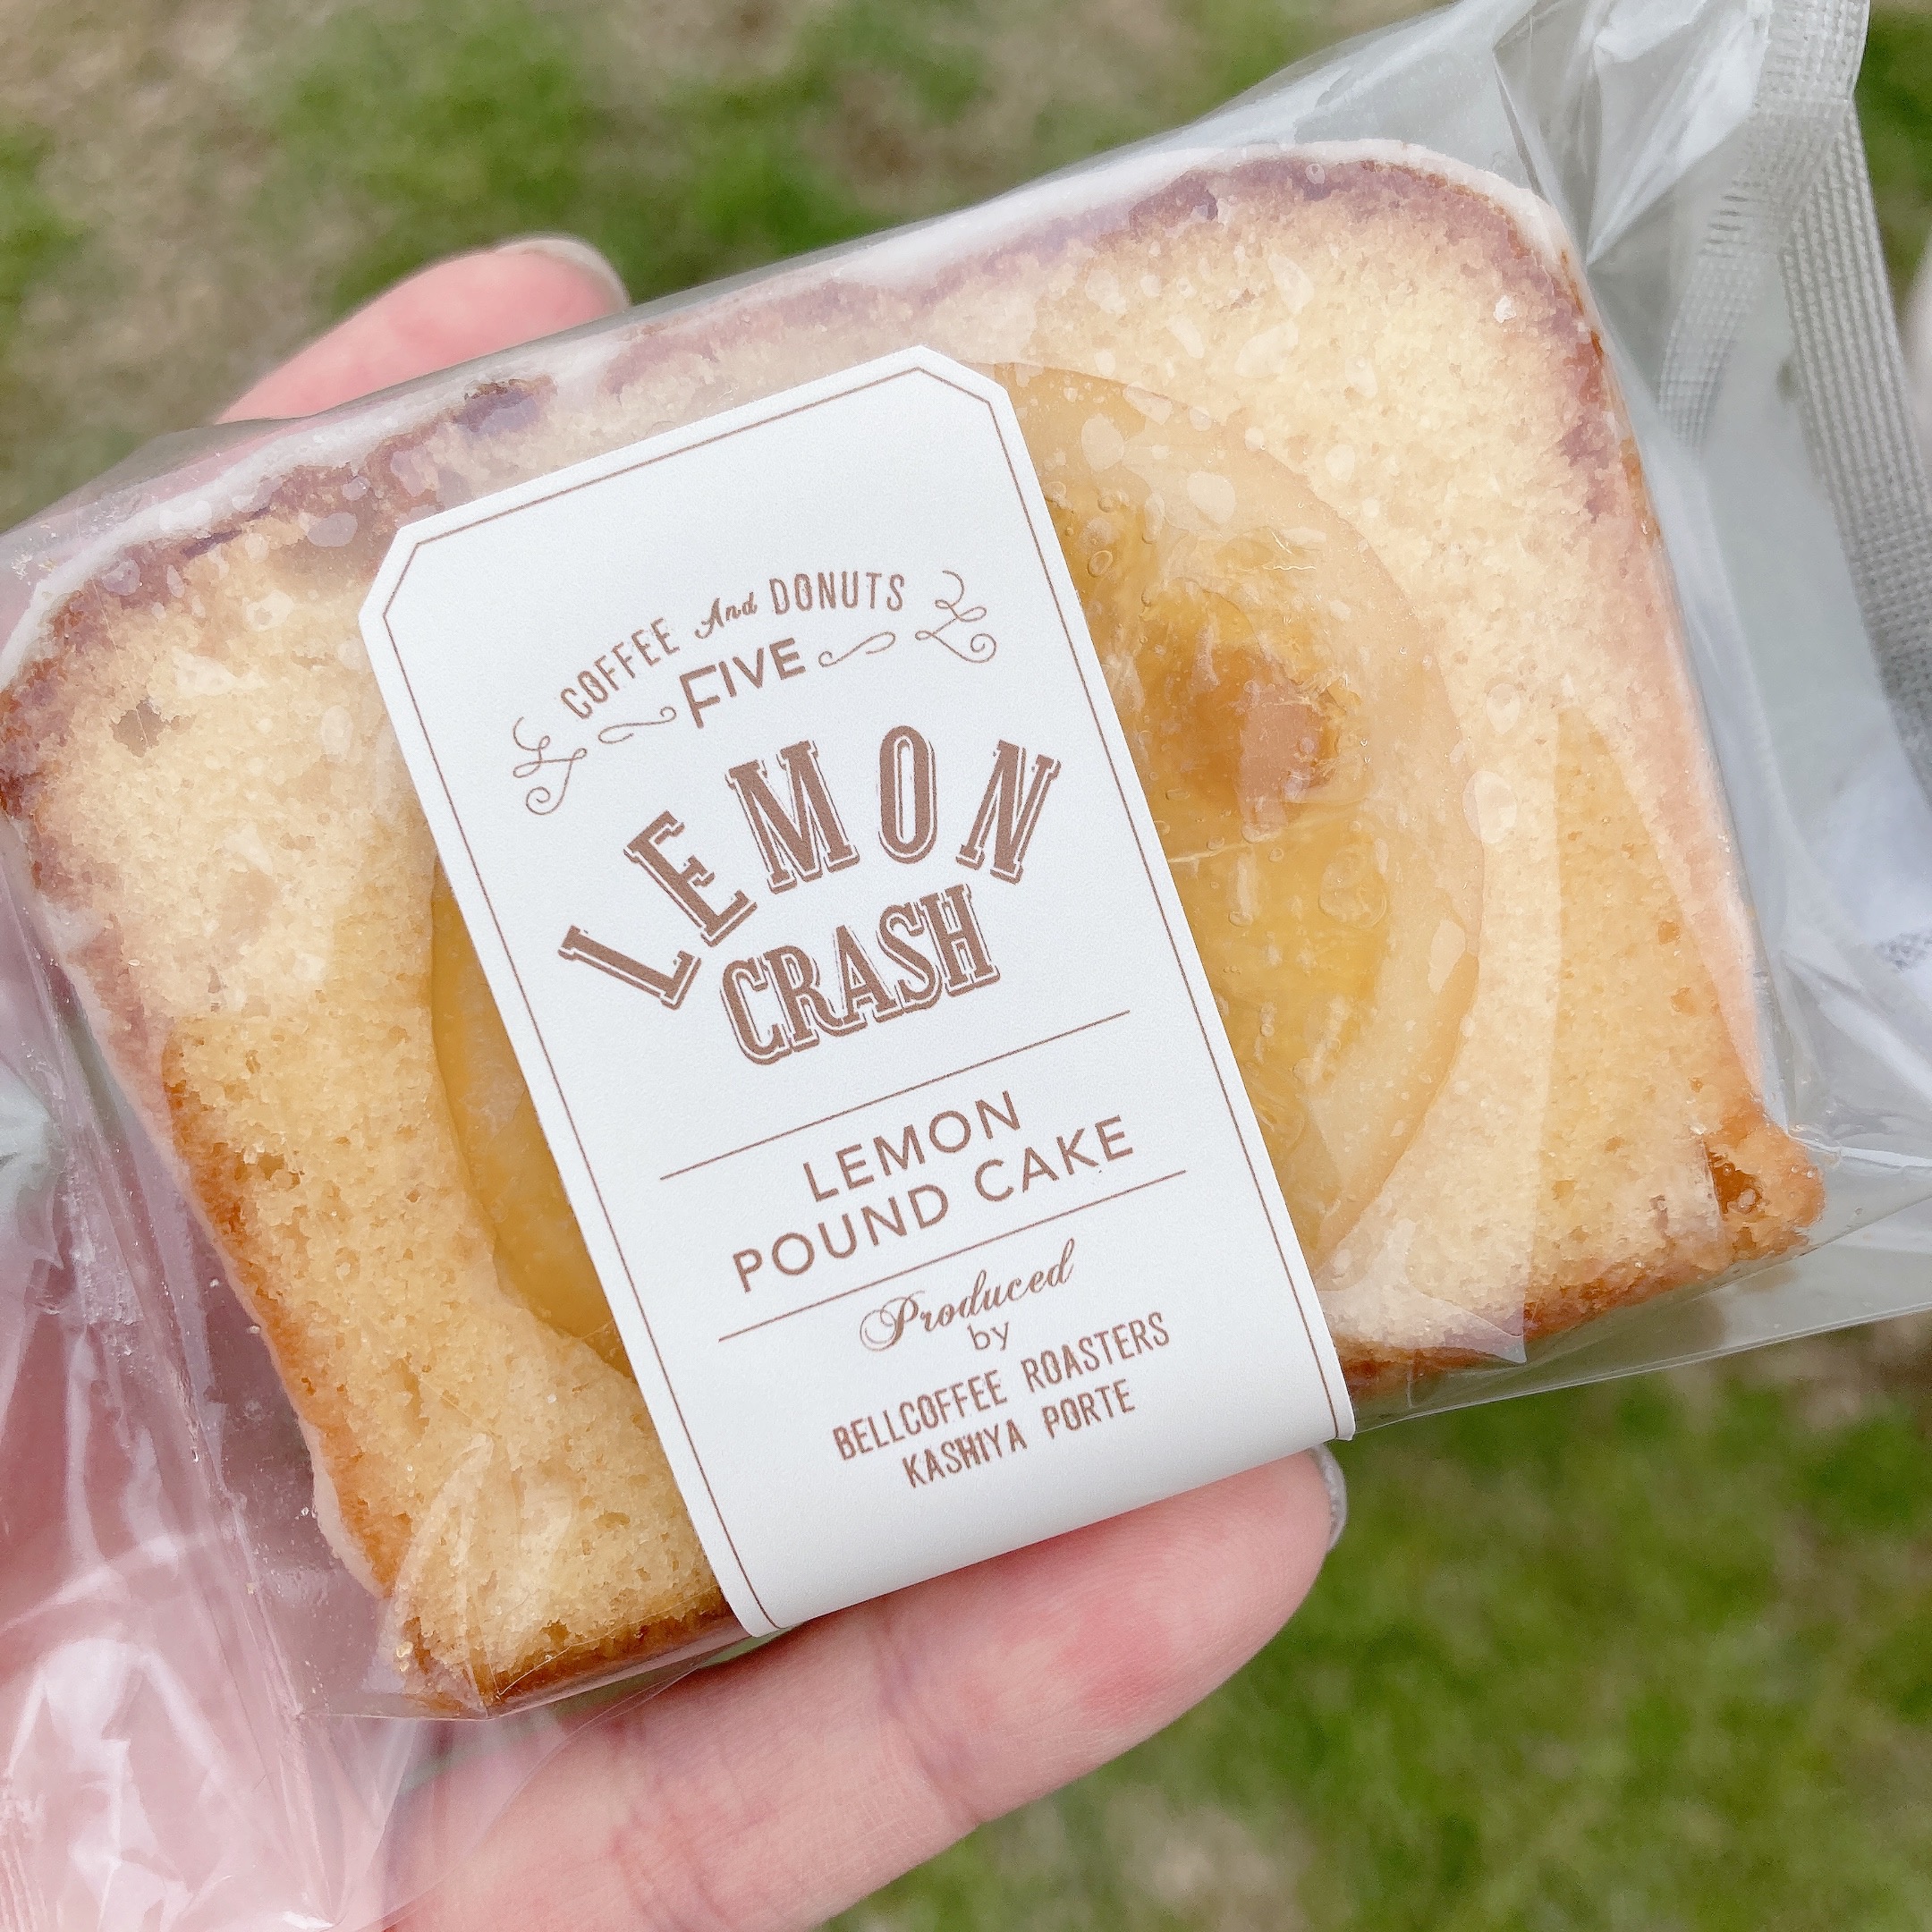 COFFEE And DONUTS
FIVE
LEMON
CRASH
LEMON
POUND CAKE
Produced
by
BELLCOFFEE ROASTERS
KASHIYA PORTE